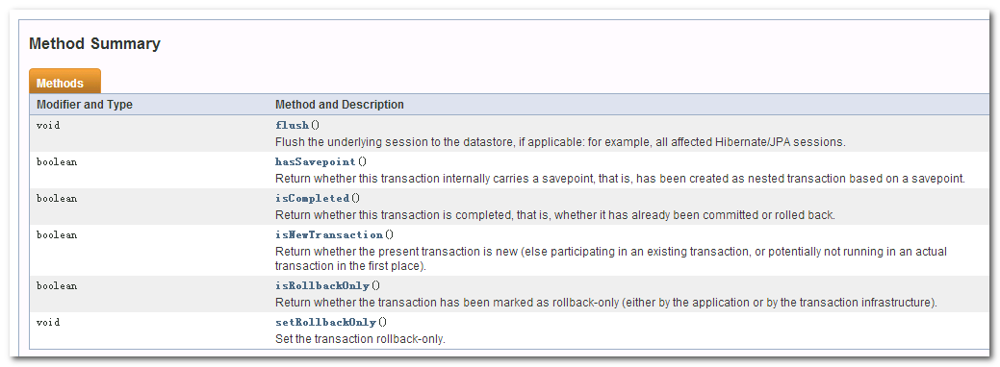 Method Summary
Methods
Modifier and Type Method and Description
void flush()
Flush the underlying session to the datastore, if applicable: for example, all affected Hibernate/JPA sessions.
boolean hasSavepoint()
Return whether this transaction internally carries a savepoint, that is, has been created as nested transaction based on a savepoint.
boolean isCompleted()
Return whether this transaction is completed, that is, whether it has already been committed or rolled back.
boolean isNewTransaction()
Return whether the present transaction is new (else participating in an existing transaction, or potentially not running in an actual
transaction in the first place).
boolean isRollbackOnly()
Return whether the transaction has been marked as rollback-only (either by the application or by the transaction infrastructure).
void setRollbackOnly()
Set the transaction rollback-only.